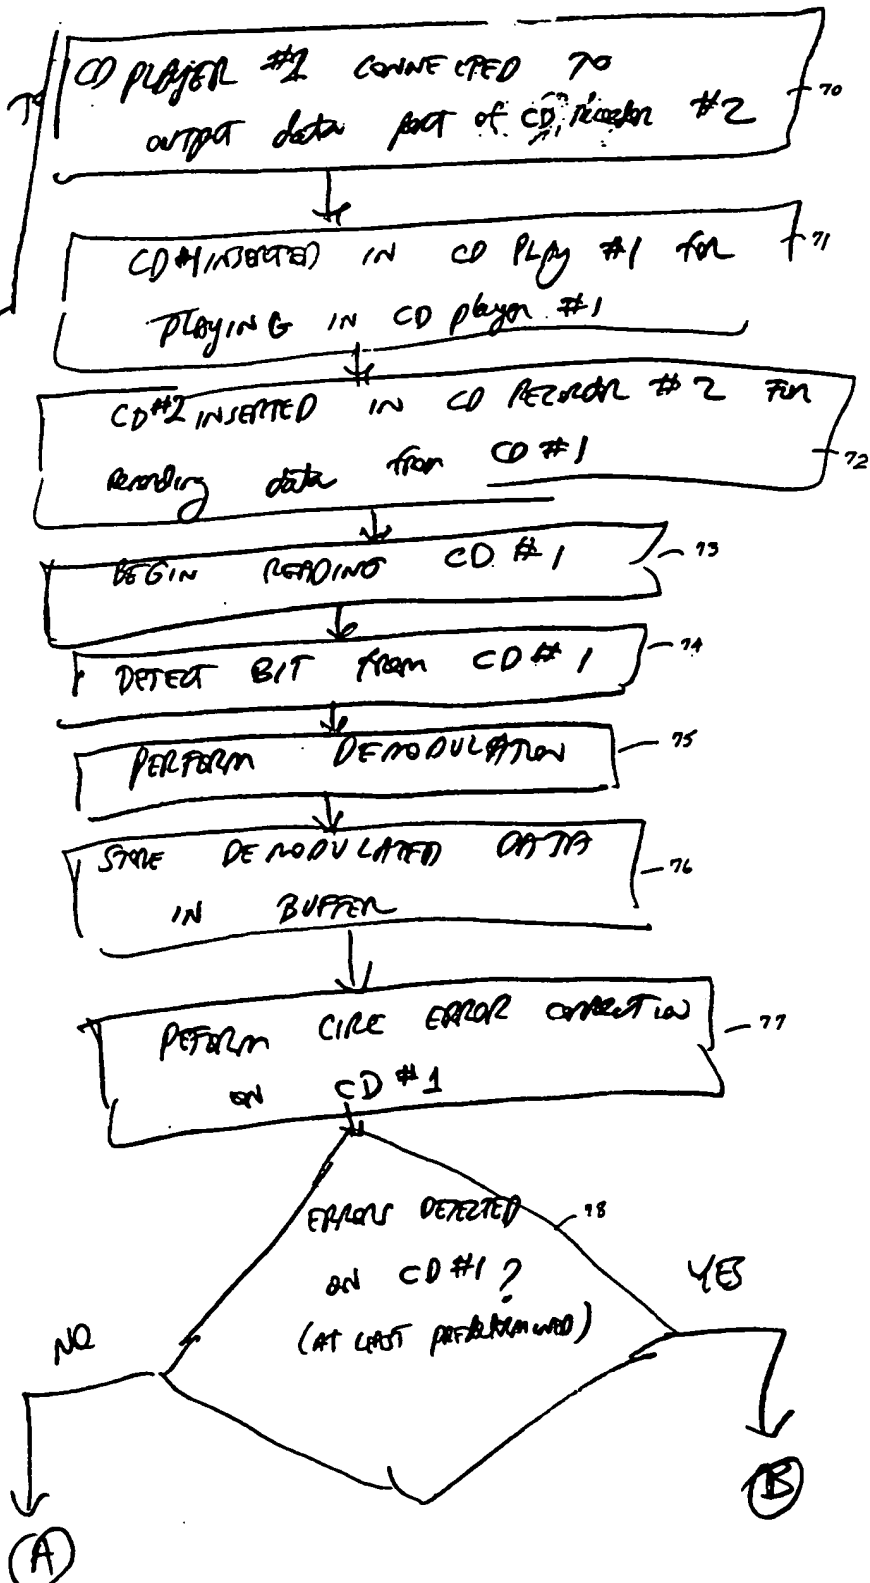 CD PLAYER #1 CONNECTED TO
output data port of CD recorder #2
70
CD #1 INSERTED IN CD PLAY #1 for
71
PLAYING IN CD player #1
CD #2 INSERTED IN CD RECORDR #2 FOR
Recording data from CD #1
72
BEGIN READING CD #1
73
DETECT BIT from CD #1
74
PERFORM DEMODULATION
75
STORE DEMODULATED DATA
76
IN BUFFER
PEFORM CIRC ERROR CORRECTION
77
ON CD #1
ERRORS DETECTED
78
ON CD #1?
(AT LEAST
YES
NO
B
A